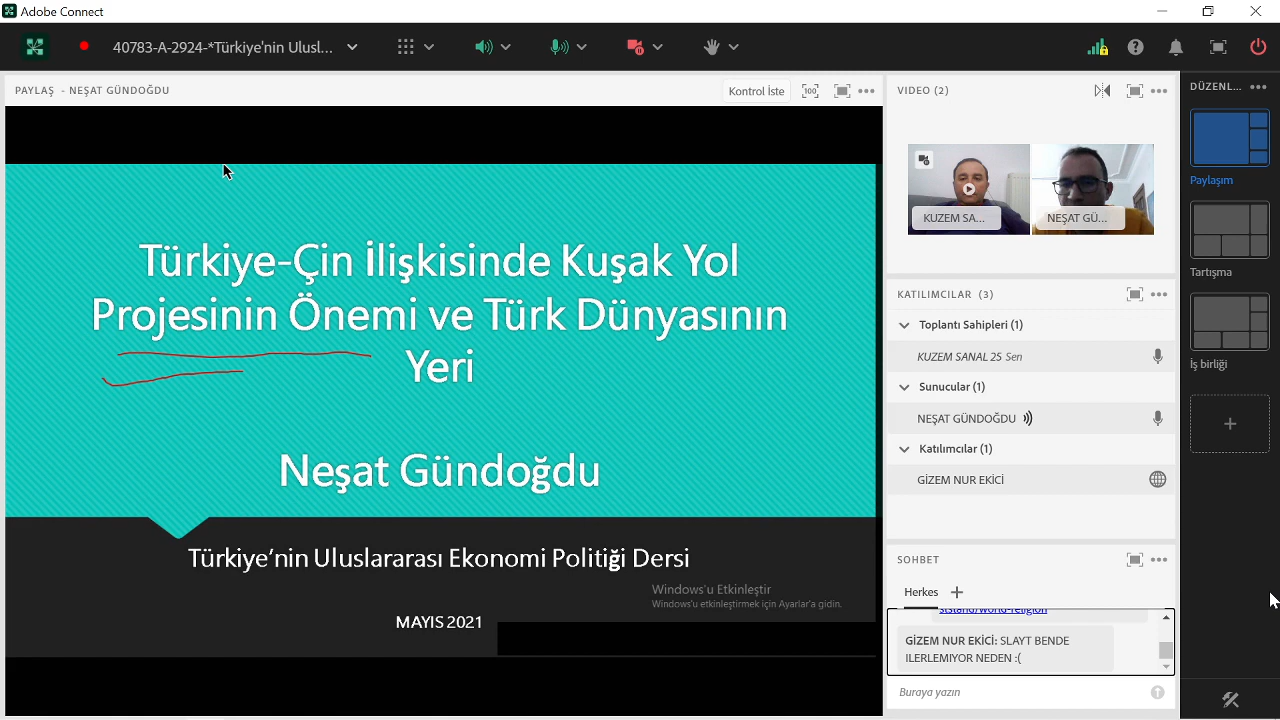 Adobe Connect
40783-A-2924-*Türkiye'nin Ulusl...
PAYLAŞ - NEŞAT GÜNDOĞDU
Kontrol İste
100
Türkiye-Çin İlişkisinde Kuşak Yol
Projesinin Önemi ve Türk Dünyasının
Yeri
Neşat Gündoğdu
Türkiye’nin Uluslararası Ekonomi Politiği Dersi
Windows'u Etkinleştir
Windows'u etkinleştirmek için Ayarlar'a gidin.
MAYIS 2021
VIDEO (2)
KUZEM SA...
NEŞAT GÜ...
KATILIMCILAR (3)
Toplantı Sahipleri (1)
KUZEM SANAL 25 Sen
Sunucular (1)
NEŞAT GÜNDOĞDU
Katılımcılar (1)
GİZEM NUR EKİCİ
SOHBET
Herkes
GİZEM NUR EKİCİ: SLAYT BENDE
ILERLEMIYOR NEDEN :(
Buraya yazın
DÜZENL...
Paylaşım
Tartışma
İş birliği